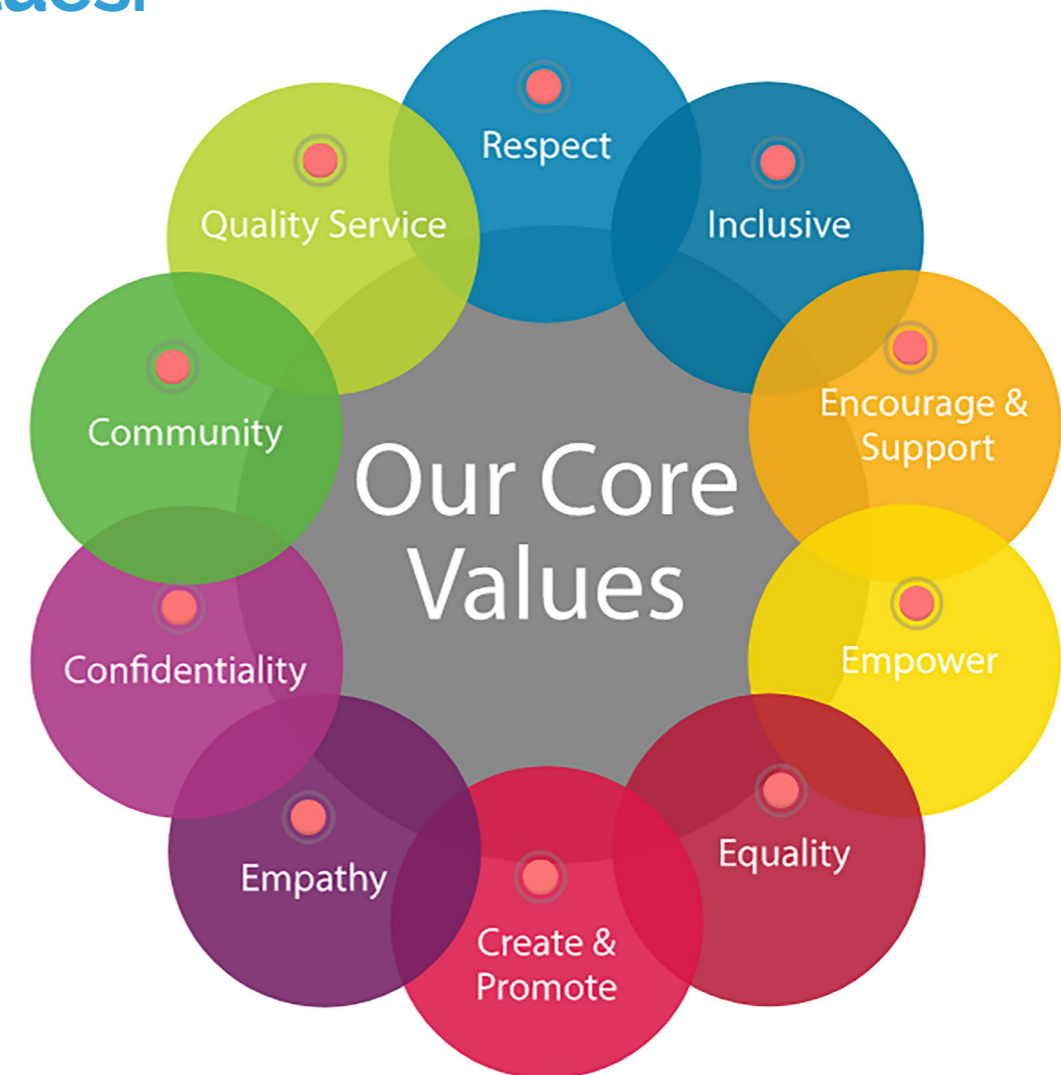 Respect
Inclusive
Encourage &
Support
Empower
Equality
Create &
Promote
Empathy
Confidentiality
Community
Quality Service
Our Core
Values